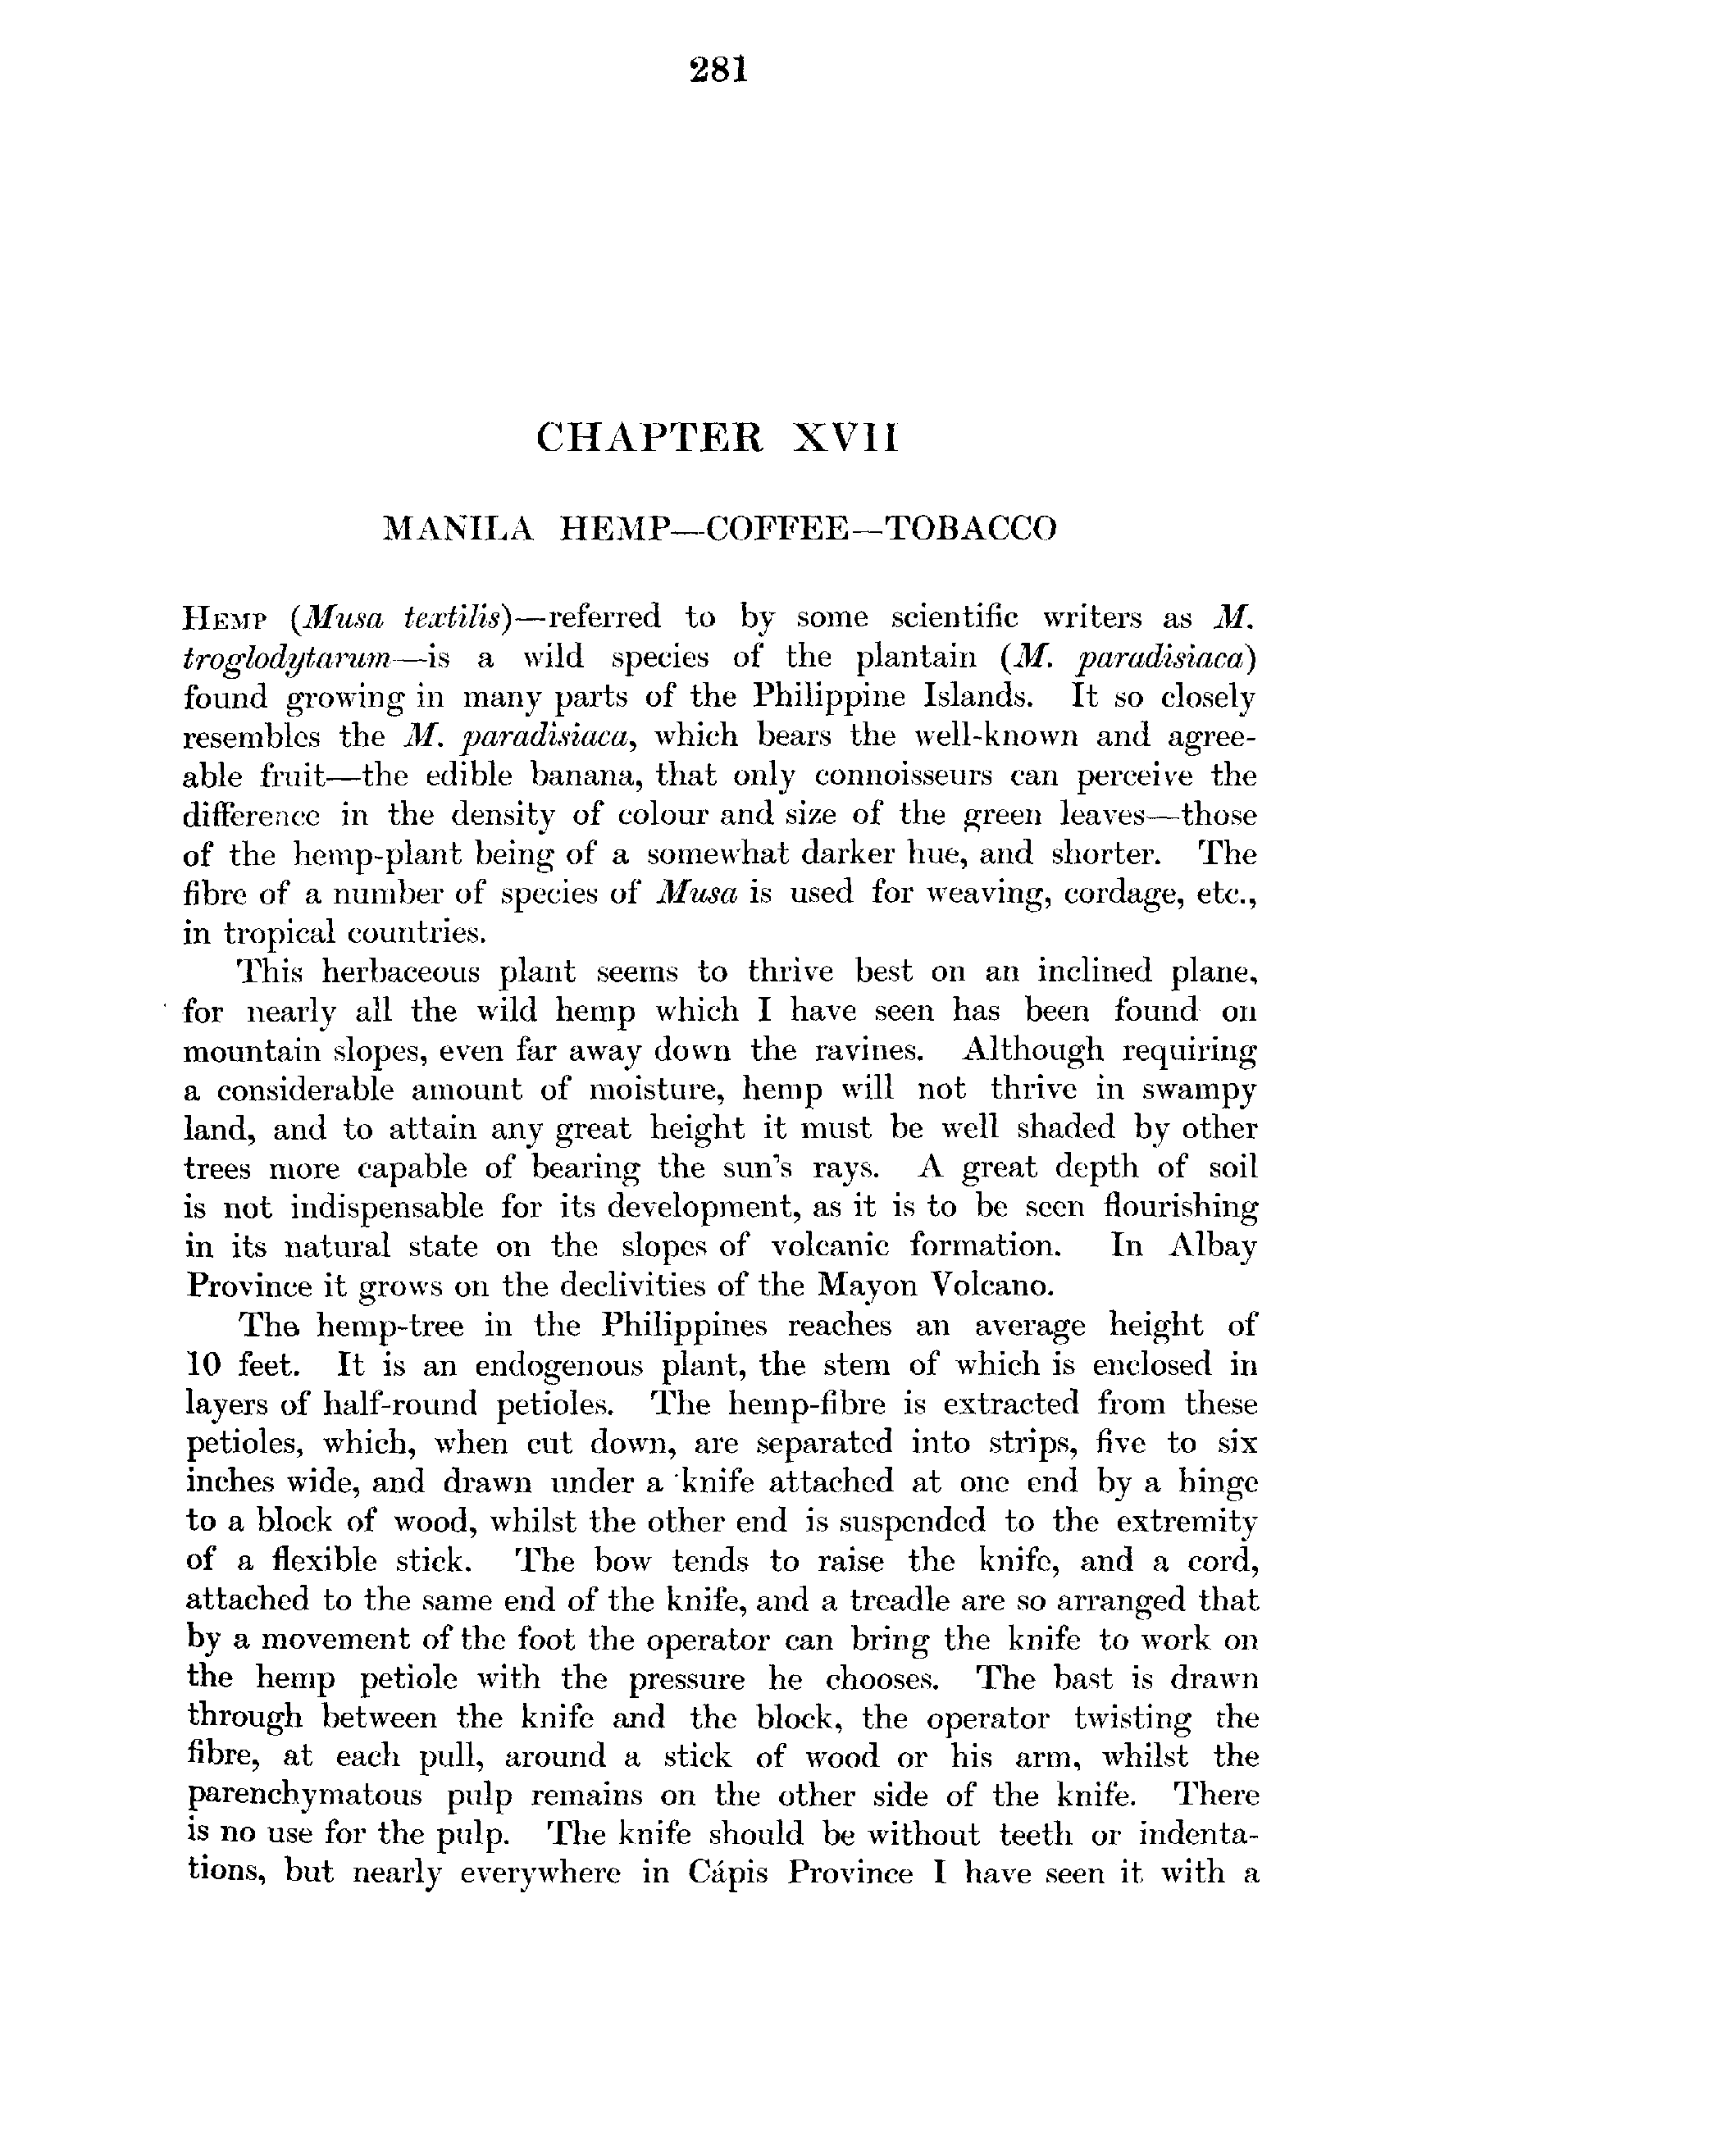 281
CHAPTER XVII
MANILA HEMP—COFFEE—TOBACCO
HEMP (Musa textilis)—referred to by some scientific writers as M.
troglodytarum—is a wild species of the plantain (M. paradisiaca)
found growing in many parts of the Philippine Islands. It so closely
resembles the M. paradisiaca, which bears the well-known and agree-
able fruit—the edible banana, that only connoisseurs can perceive the
difference in the density of colour and size of the green leaves—those
of the hemp-plant being of a somewhat darker hue, and shorter. The
fibre of a number of species of Musa is used for weaving, cordage, etc.,
in tropical countries.
This herbaceous plant seems to thrive best on an inclined plane,
for nearly all the wild hemp which I have seen has been found on
mountain slopes, even far away down the ravines. Although requiring
a considerable amount of moisture, hemp will not thrive in swampy
land, and to attain any great height it must be well shaded by other
trees more capable of bearing the sun's rays. A great depth of soil
is not indispensable for its development, as it is to be seen flourishing
in its natural state on the slopes of volcanic formation. In Albay
Province it grows on the declivities of the Mayon Volcano.
The hemp-tree in the Philippines reaches an average height of
10 feet. It is an endogenous plant, the stem of which is enclosed in
layers of half-round petioles. The hemp-fibre is extracted from these
petioles, which, when cut down, are separated into strips, five to six
inches wide, and drawn under a knife attached at one end by a hinge
to a block of wood, whilst the other end is suspended to the extremity
of a flexible stick. The bow tends to raise the knife, and a cord,
attached to the same end of the knife, and a treadle are so arranged that
by a movement of the foot the operator can bring the knife to work on
the hemp petiole with the pressure he chooses. The bast is drawn
through between the knife and the block, the operator twisting the
fibre, at each pull, around a stick of wood or his arm, whilst the
parenchymatous pulp remains on the other side of the knife. There
is no use for the pulp. The knife should be without teeth or indenta-
tions, but nearly everywhere in Cápis Province I have seen it with a